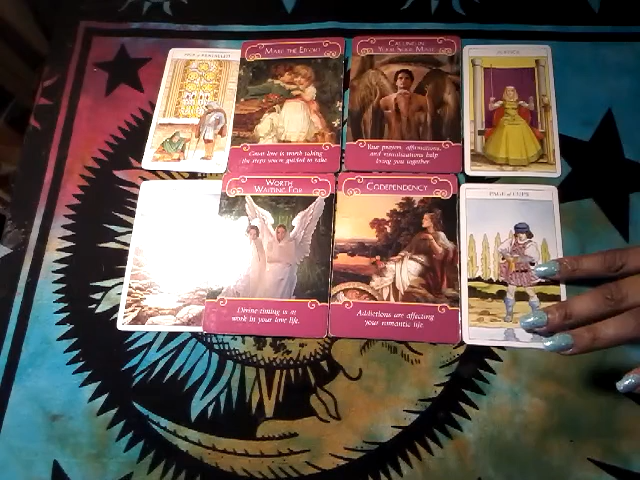 MAKE THE EFFORT
Great love is worth taking
the steps you're guided to take
CALLING IN
YOUR SOUL MATE
Your prayers, affirmations,
and visualizations help
bring you together
JUSTICE
WORTH
WAITING FOR
Divine timing is at
work in your love life.
CODEPENDENCY
Addictions are affecting
your romantic life
PAGE of CUPS